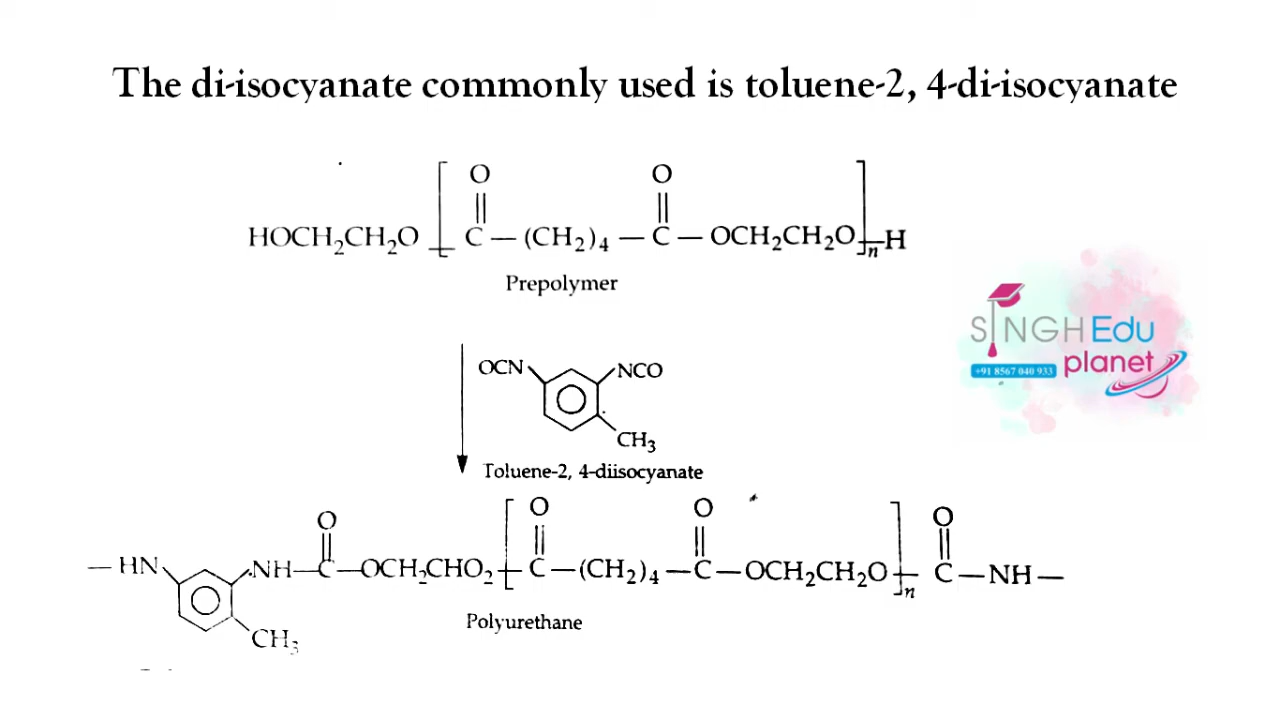 The di-isocyanate commonly used is toluene-2, 4-di-isocyanate
O O
HOCH₂CH₂O C — (CH₂)₄ — C — OCH₂CH₂O n H
Prepolymer
SINGH Edu
planet
+91 8567 040 933
OCN NCO
CH₃
Toluene-2, 4-diisocyanate
O O O O
— HN NH—C—OCH₂CHO₂ C —(CH₂)₄—C—OCH₂CH₂O n C—NH—
CH₃
Polyurethane